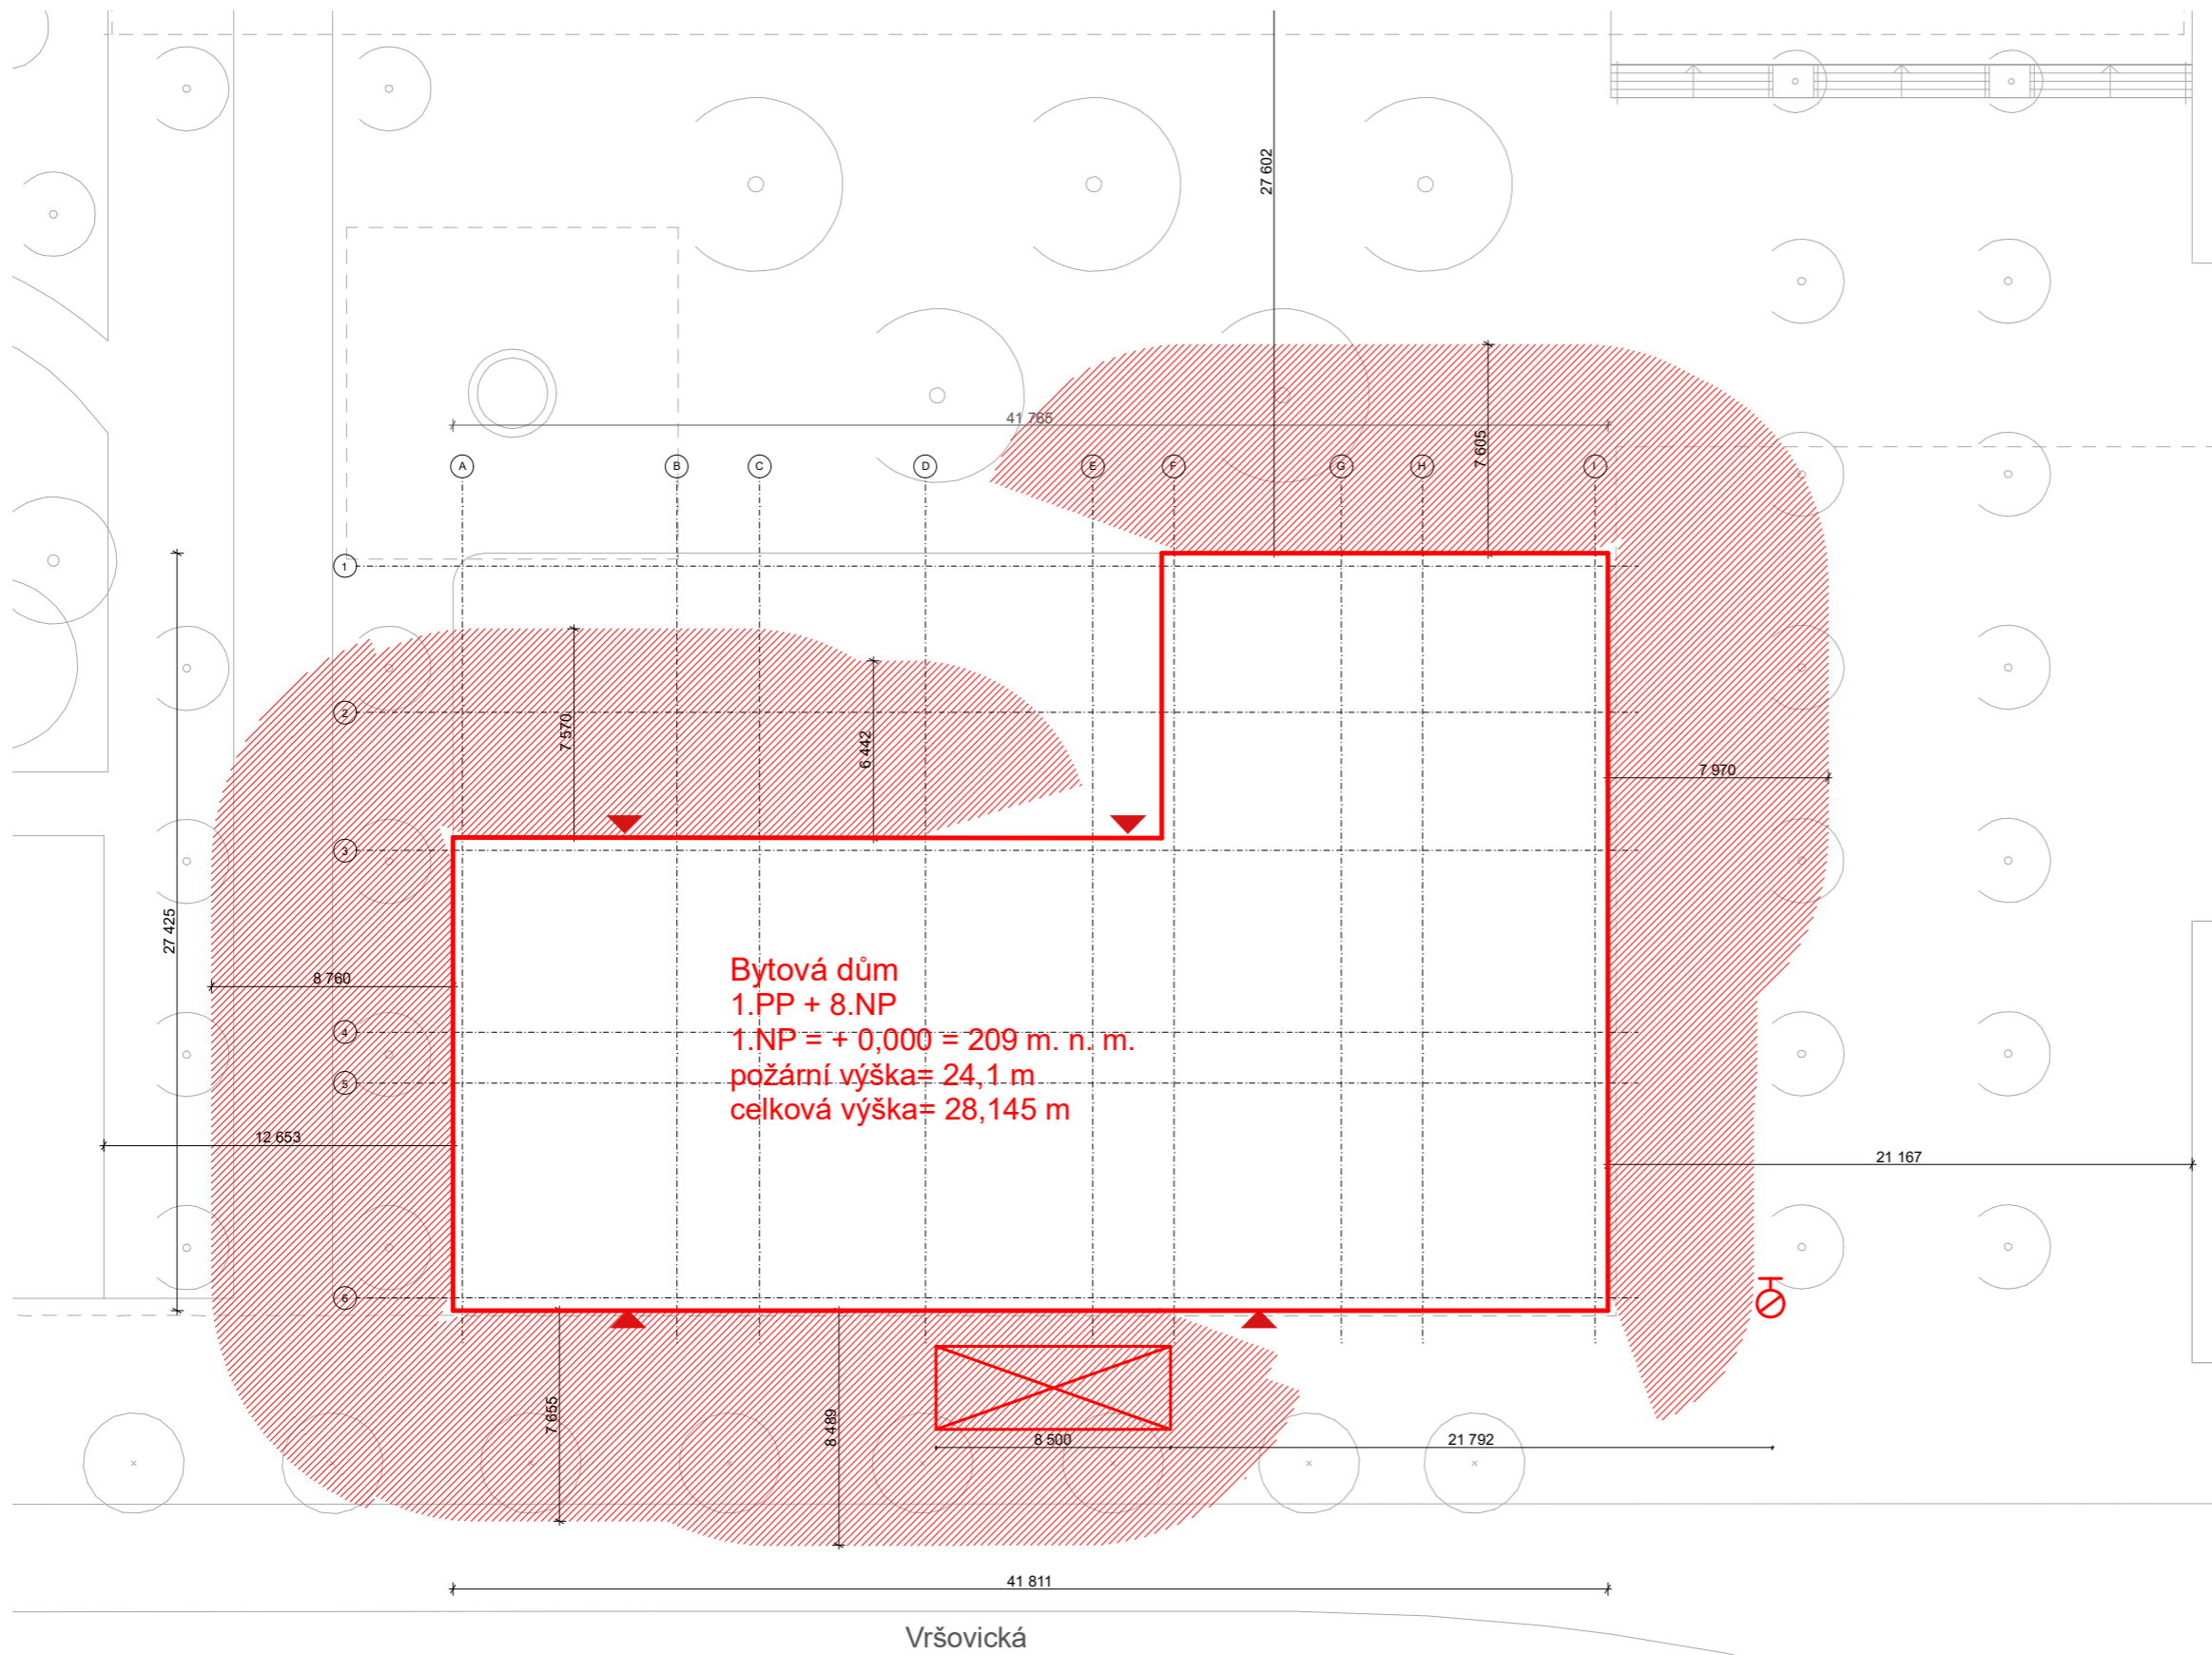 27 602
41 765
7 605
A
B
C
D
E
F
G
H
I
1
2
3
4
5
6
7 570
6 442
7 970
27 425
8 760
12 653
21 167
Bytová dům
1.PP + 8.NP
1.NP = + 0,000 = 209 m. n. m.
požární výška= 24,1 m
celková výška= 28,145 m
7 655
8 489
8 500
21 792
41 811
Vršovická